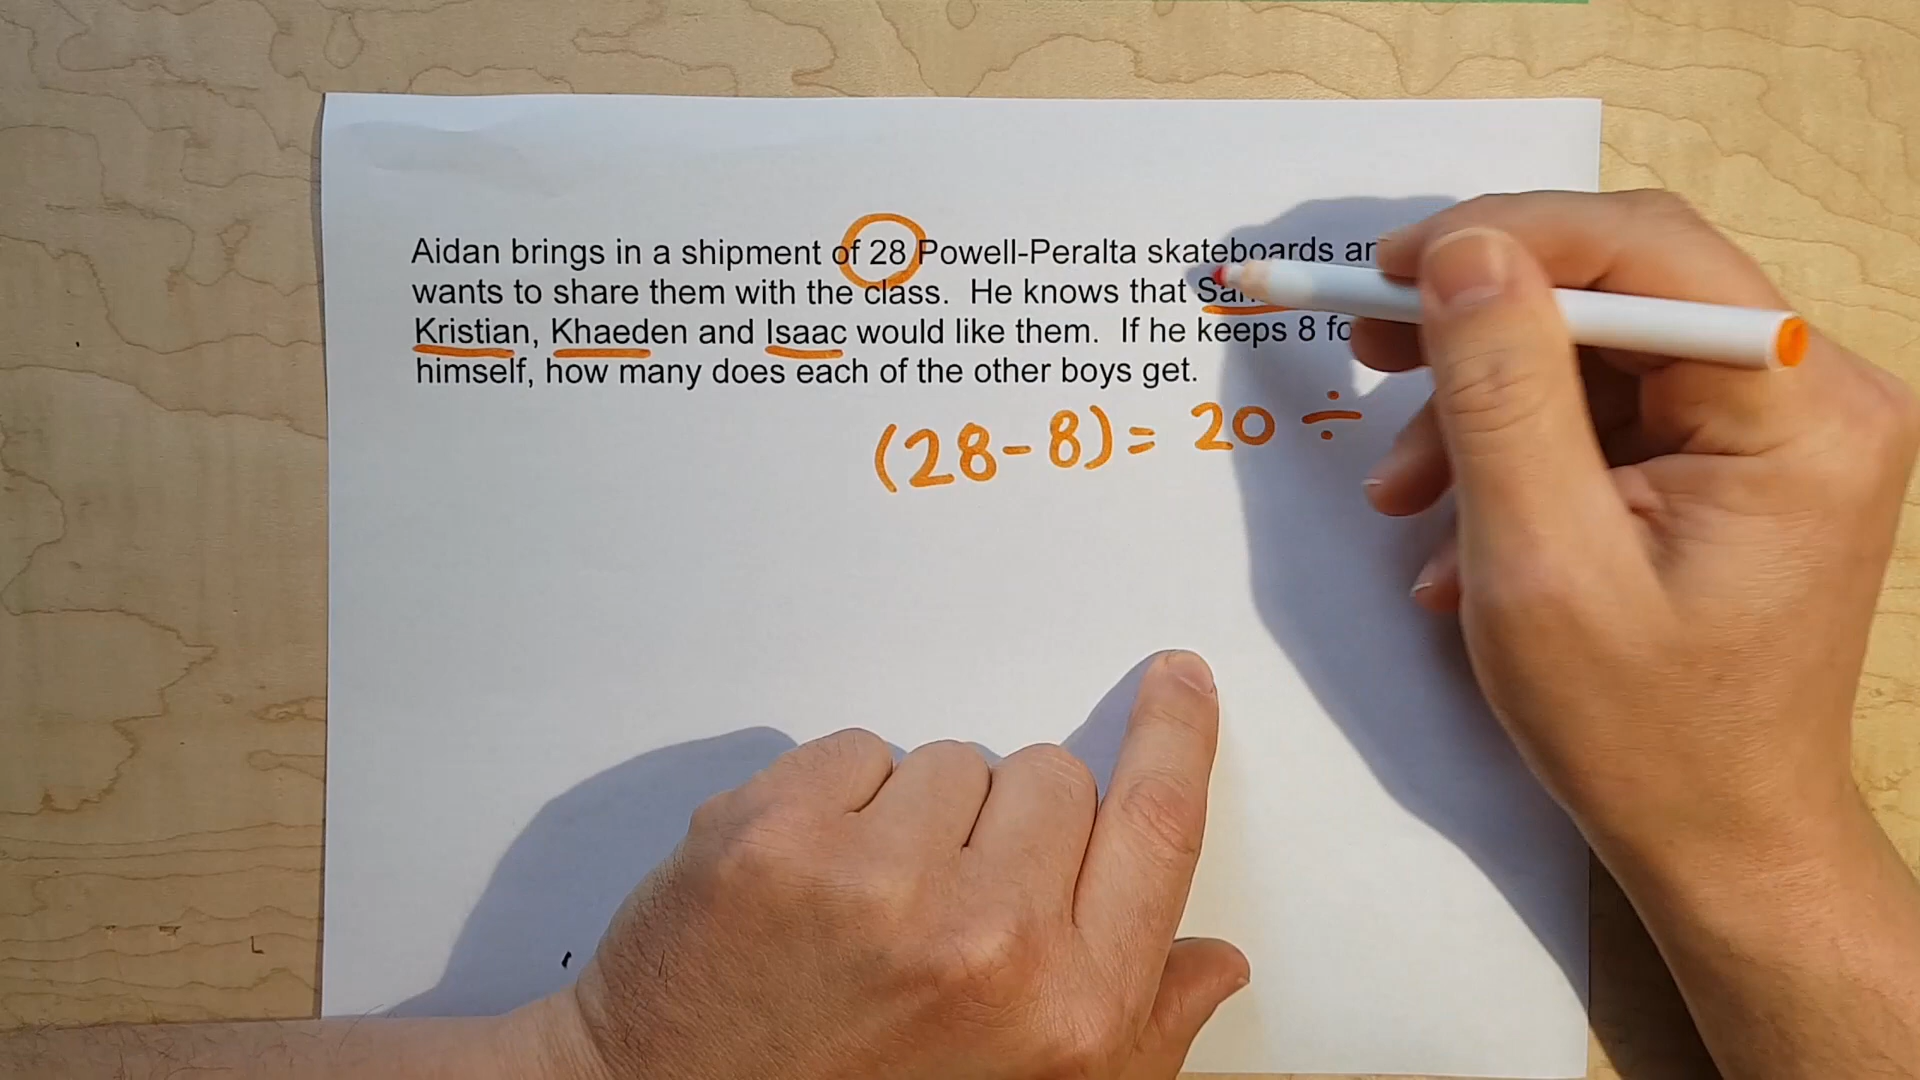 Aidan brings in a shipment of 28 Powell-Peralta skateboards
wants to share them with the class.  He knows that
Kristian, Khaeden and Isaac would like them.  If he keeps 8
himself, how many does each of the other boys get.
(28-8)= 20 ÷